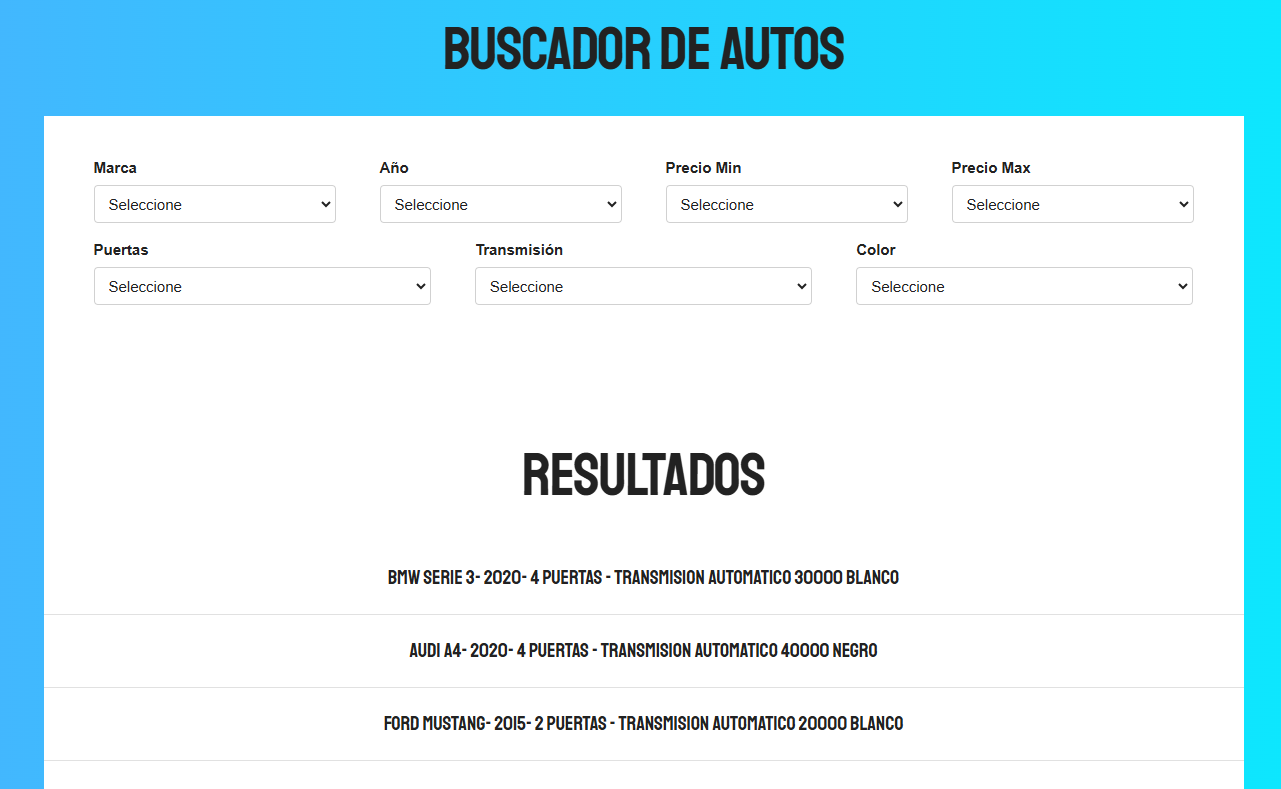 BUSCADOR DE AUTOS
Marca Año Precio Min Precio Max
Seleccione Seleccione Seleccione Seleccione
Puertas Transmisión Color
Seleccione Seleccione Seleccione
RESULTADOS
BMW SERIE 3- 2020- 4 PUERTAS - TRANSMISION AUTOMATICO 30000 BLANCO
AUDI A4- 2020- 4 PUERTAS - TRANSMISION AUTOMATICO 40000 NEGRO
FORD MUSTANG- 2015- 2 PUERTAS - TRANSMISION AUTOMATICO 20000 BLANCO